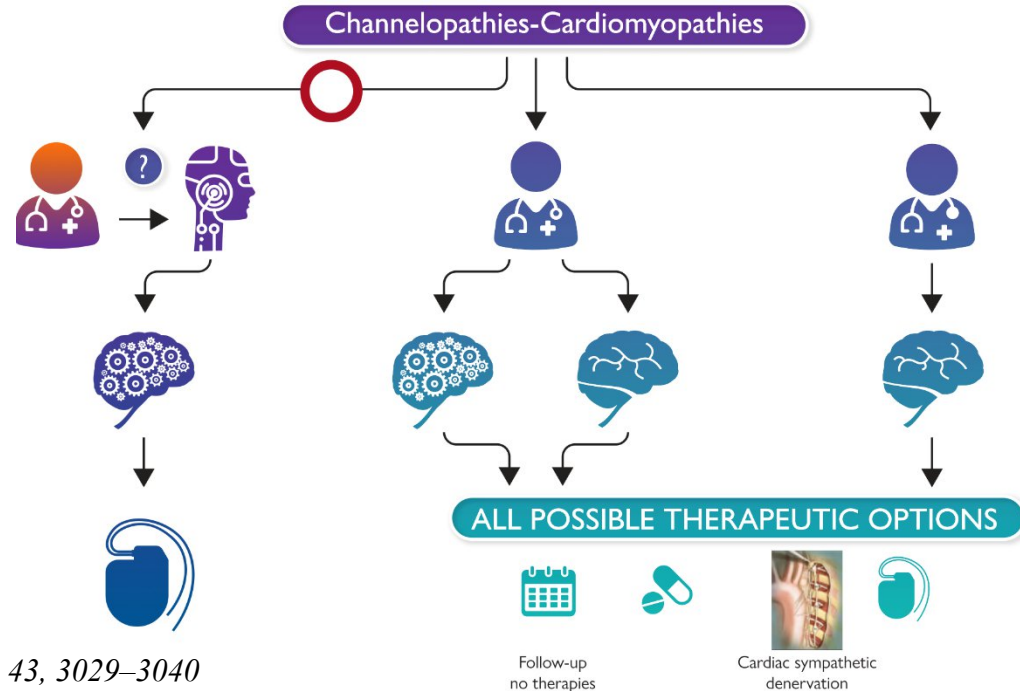 Channelopathies-Cardiomyopathies
?
ALL POSSIBLE THERAPEUTIC OPTIONS
Follow-up
no therapies
Cardiac sympathetic
denervation
43, 3029–3040